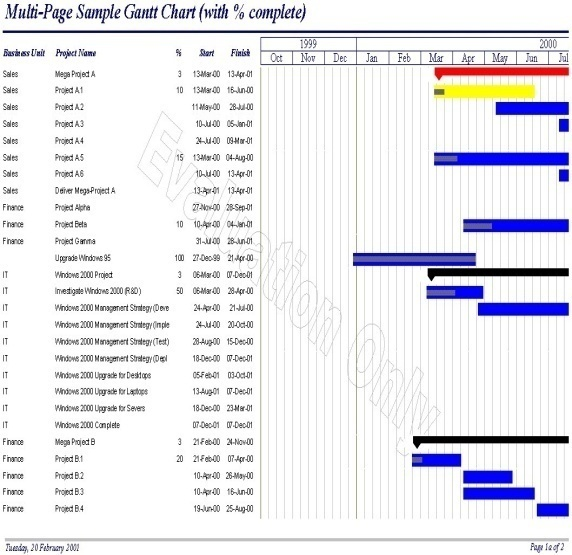 Multi-Page Sample Gantt Chart (with % complete)
1999 2000
Business Unit Project Name % Start Finish Oct Nov Dec Jan Feb Mar Apr May Jun Jul
Sales Mega Project A 3 13-Mar-00 13-Apr-01
Sales Project A.1 10 13-Mar-00 16-Jun-00
Sales Project A.2 11-May-00 28-Jul-00
Sales Project A.3 10-Jul-00 05-Jan-01
Sales Project A.4 24-Jul-00 09-Mar-01
Sales Project A.5 15 13-Mar-00 04-Aug-00
Sales Project A.6 10-Jul-00 13-Apr-01
Sales Deliver Mega-Project A 13-Apr-01 13-Apr-01
Finance Project Alpha 27-Nov-00 28-Sep-01
Finance Project Beta 10 10-Apr-00 04-Jan-01
Finance Project Gamma 31-Jul-00 28-Jun-01
Upgrade Windows 95 100 27-Dec-99 21-Apr-00
IT Windows 2000 Project 3 06-Mar-00 07-Dec-01
IT Investigate Windows 2000 (R&D) 50 06-Mar-00 28-Apr-00
IT Windows 2000 Management Strategy (Deve 24-Apr-00 21-Jul-00
IT Windows 2000 Management Strategy (Imple 24-Jul-00 20-Oct-00
IT Windows 2000 Management Strategy (Test) 28-Aug-00 15-Dec-00
IT Windows 2000 Management Strategy (Depl 18-Dec-00 07-Dec-01
IT Windows 2000 Upgrade for Desktops 05-Feb-01 03-Oct-01
IT Windows 2000 Upgrade for Laptops 13-Aug-01 07-Dec-01
IT Windows 2000 Upgrade for Severs 18-Dec-00 23-Mar-01
IT Windows 2000 Complete 07-Dec-01 07-Dec-01
Finance Mega Project B 3 21-Feb-00 24-Nov-00
Finance Project B.1 20 21-Feb-00 07-Apr-00
Finance Project B.2 10-Apr-00 26-May-00
Finance Project B.3 10-Apr-00 16-Jun-00
Finance Project B.4 19-Jun-00 25-Aug-00
Evaluation Only
Tuesday, 20 February 2001 Page 1a of 2